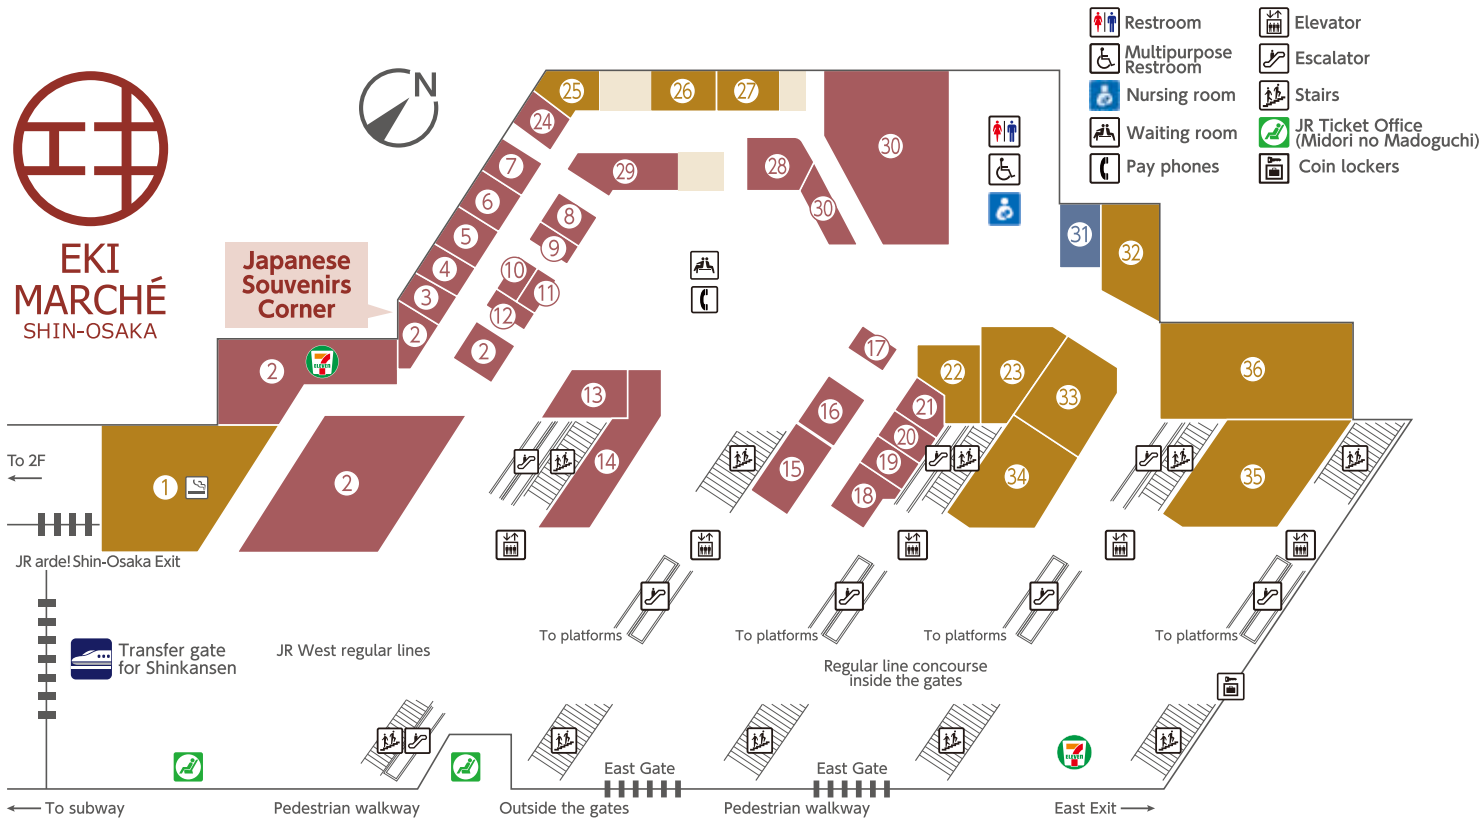 Restroom
Elevator
Multipurpose
Restroom
Escalator
Nursing room
Stairs
Waiting room
JR Ticket Office
(Midori no Madoguchi)
Pay phones
Coin lockers
N
EKI
MARCHÉ
SHIN-OSAKA
Japanese
Souvenirs
Corner
25
26
27
24
30
7
29
28
6
8
30
5
9
31
32
4
10
3
11
12
2
2
17
2
7
ELEVEN
13
16
21
22
23
33
36
20
1
2
14
15
19
18
34
35
To 2F
JR arde! Shin-Osaka Exit
Transfer gate
for Shinkansen
JR West regular lines
To platforms
To platforms
To platforms
To platforms
Regular line concourse
inside the gates
7
ELEVEN
East Gate
East Gate
To subway
Pedestrian walkway
Outside the gates
Pedestrian walkway
East Exit